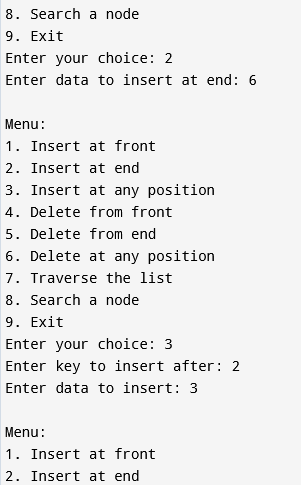 8. Search a node
9. Exit
Enter your choice: 2
Enter data to insert at end: 6
Menu:
1. Insert at front
2. Insert at end
3. Insert at any position
4. Delete from front
5. Delete from end
6. Delete at any position
7. Traverse the list
8. Search a node
9. Exit
Enter your choice: 3
Enter key to insert after: 2
Enter data to insert: 3
Menu:
1. Insert at front
2. Insert at end